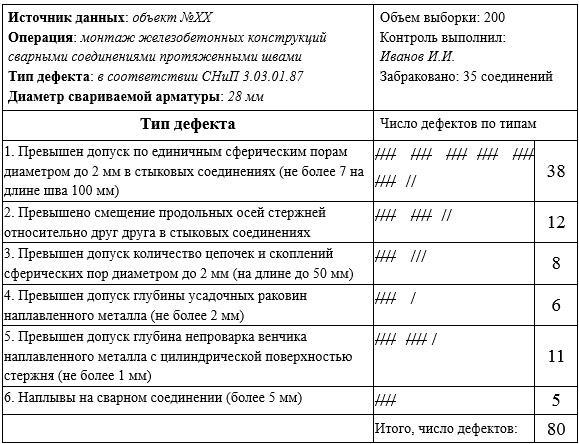 Источник данных: объект №XX
Операция: монтаж железобетонных конструкций
сварными соединениями протяженными швами
Тип дефекта: в соответствии СНиП 3.03.01.87
Диаметр свариваемой арматуры: 28 мм
Объем выборки: 200
Контроль выполнил:
Иванов И.И.
Забраковано: 35 соединений
Тип дефекта
Число дефектов по типам
1. Превышен допуск по единичным сферическим порам
диаметром до 2 мм в стыковых соединениях (не более 7 на
длине шва 100 мм)
//// //// //// //// ////
//// //
38
2. Превышено смещение продольных осей стержней
относительно друг друга в стыковых соединениях
//// //// //
12
3. Превышен допуск количество цепочек и скоплений
сферических пор диаметром до 2 мм (на длине до 50 мм)
//// ///
8
4. Превышен допуск глубины усадочных раковин
наплавленного металла (не более 2 мм)
//// /
6
5. Превышен допуск глубина непроварка венчика
наплавленного металла с цилиндрической поверхностью
стержня (не более 1 мм)
//// //// /
11
6. Наплывы на сварном соединении (более 5 мм)
////
5
Итого, число дефектов:
80